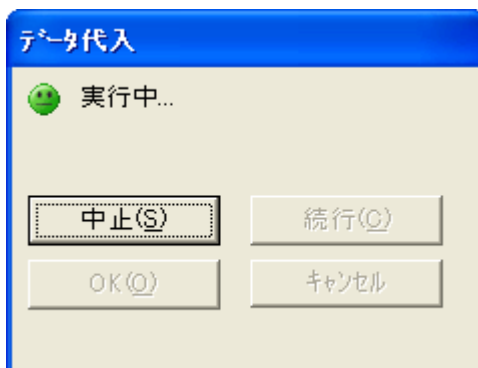 ﾃﾞｰﾀ代入
実行中...
中止(S)
続行(C)
OK(O)
ｷｬﾝｾﾙ